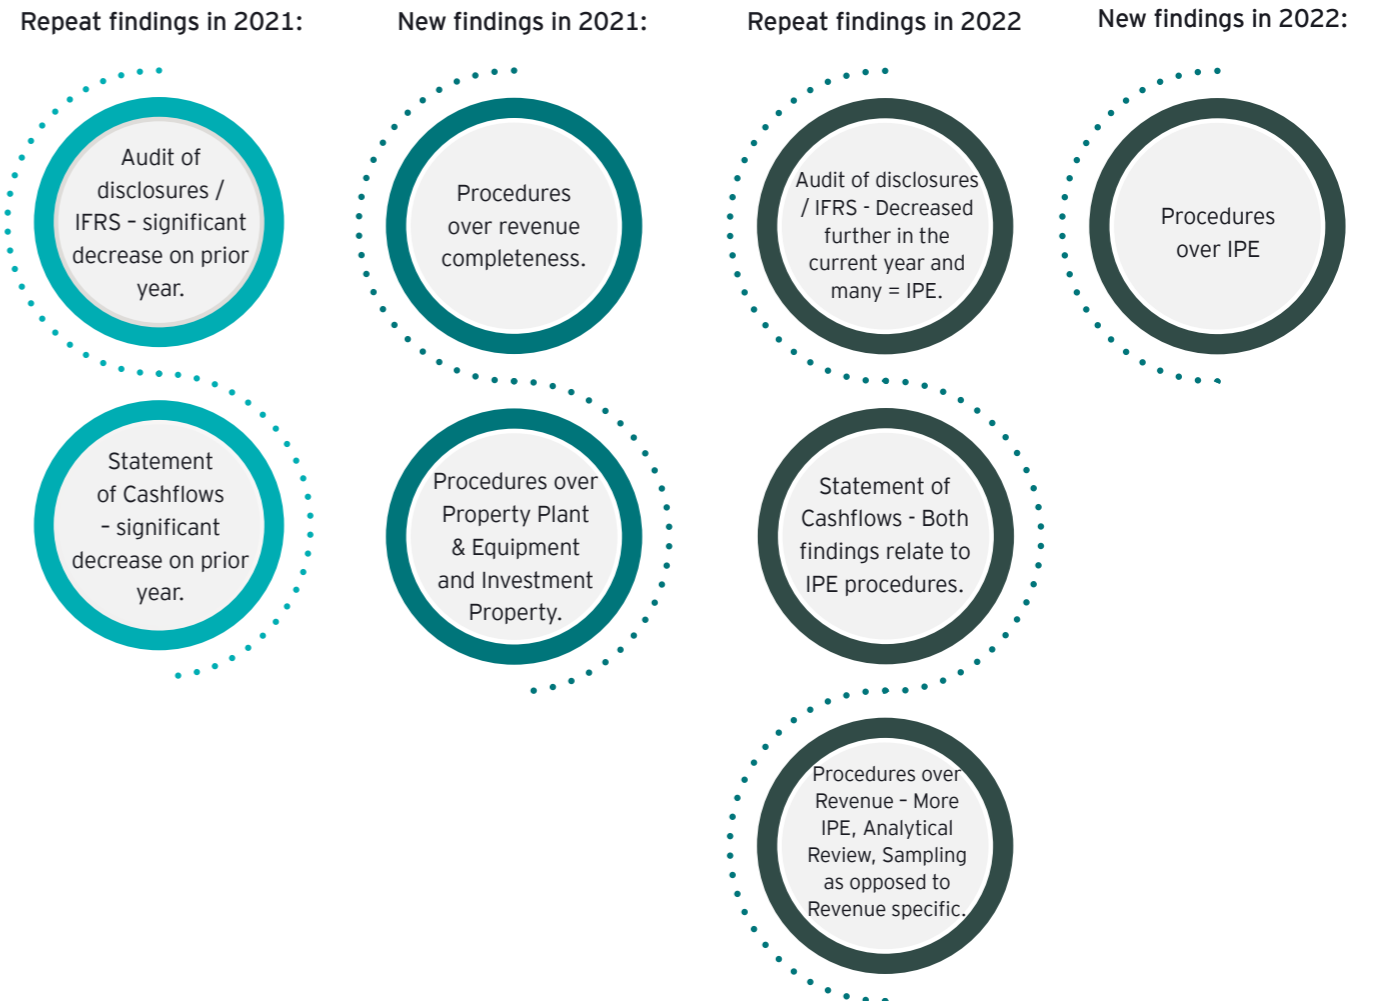 Repeat findings in 2021:
Audit of
disclosures /
IFRS – significant
decrease on prior
year.
Statement
of Cashflows
– significant
decrease on prior
year.
New findings in 2021:
Procedures
over revenue
completeness.
Procedures over
Property Plant
& Equipment
and Investment
Property.
Repeat findings in 2022
Audit of disclosures
/ IFRS - Decreased
further in the
current year and
many = IPE.
Statement of
Cashflows - Both
findings relate to
IPE procedures.
Procedures over
Revenue – More
IPE, Analytical
Review, Sampling
as opposed to
Revenue specific.
New findings in 2022:
Procedures
over IPE